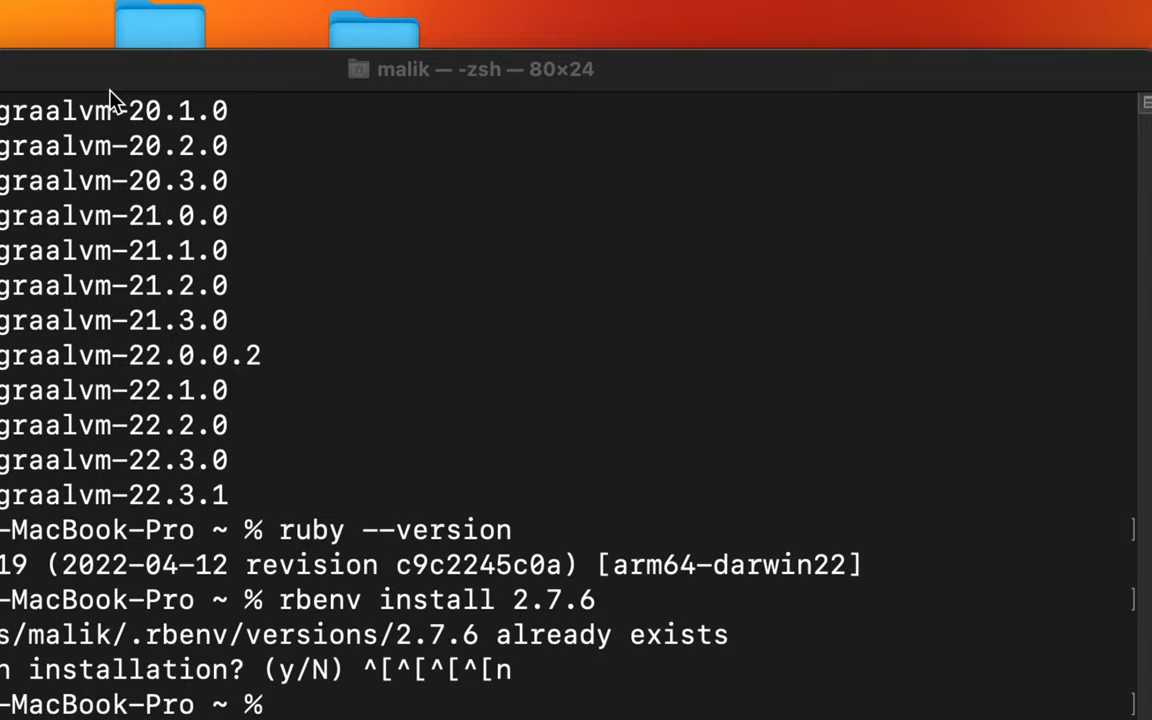 malik — -zsh — 80×24
graalvm-20.1.0
graalvm-20.2.0
graalvm-20.3.0
graalvm-21.0.0
graalvm-21.1.0
graalvm-21.2.0
graalvm-21.3.0
graalvm-22.0.0.2
graalvm-22.1.0
graalvm-22.2.0
graalvm-22.3.0
graalvm-22.3.1
-MacBook-Pro ~ % ruby --version
19 (2022-04-12 revision c9c2245c0a) [arm64-darwin22]
-MacBook-Pro ~ % rbenv install 2.7.6
s/malik/.rbenv/versions/2.7.6 already exists
n installation? (y/N) ^[^[^[^[n
-MacBook-Pro ~ %